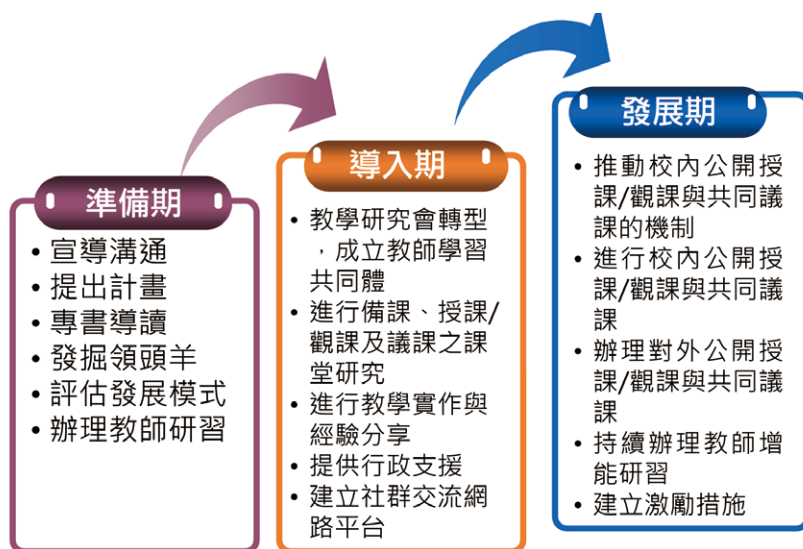 準備期
• 宣導溝通
• 提出計畫
• 專書導讀
• 發掘領頭羊
• 評估發展模式
• 辦理教師研習
導入期
• 教學研究會轉型
，成立教師學習
共同體
• 進行備課、授課/
觀課及議課之課
堂研究
• 進行教學實作與
經驗分享
• 提供行政支援
• 建立社群交流網
路平台
發展期
• 推動校內公開授
課/觀課與共同議
課的機制
• 進行校內公開授
課/觀課與共同議
課
• 辦理對外公開授
課/觀課與共同議
課
• 持續辦理教師增
能研習
• 建立激勵措施